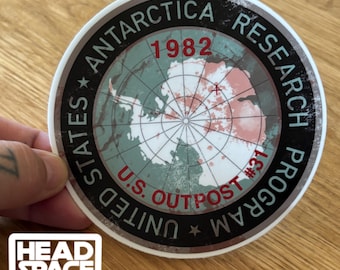 ★ ANTARCTICA RESEARCH PROGRAM ★ UNITED STATES
1982
U.S. OUTPOST #31
HEAD
SPACE